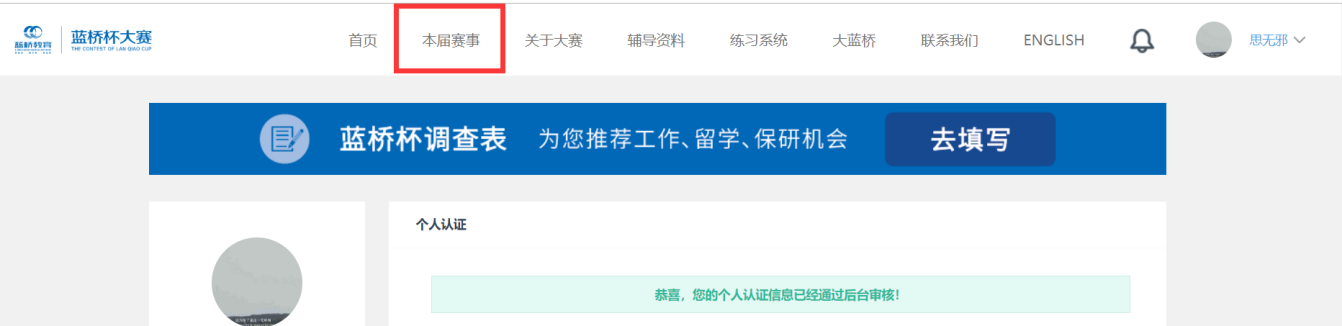 蓝桥教育
蓝桥杯大赛
THE CONTEST OF LAN QIAO CUP
首页 本届赛事 关于大赛 辅导资料 练习系统 大蓝桥 联系我们 ENGLISH 思无邪
蓝桥杯调查表 为您推荐工作、留学、保研机会 去填写
个人认证
恭喜，您的个人认证信息已经通过后台审核！